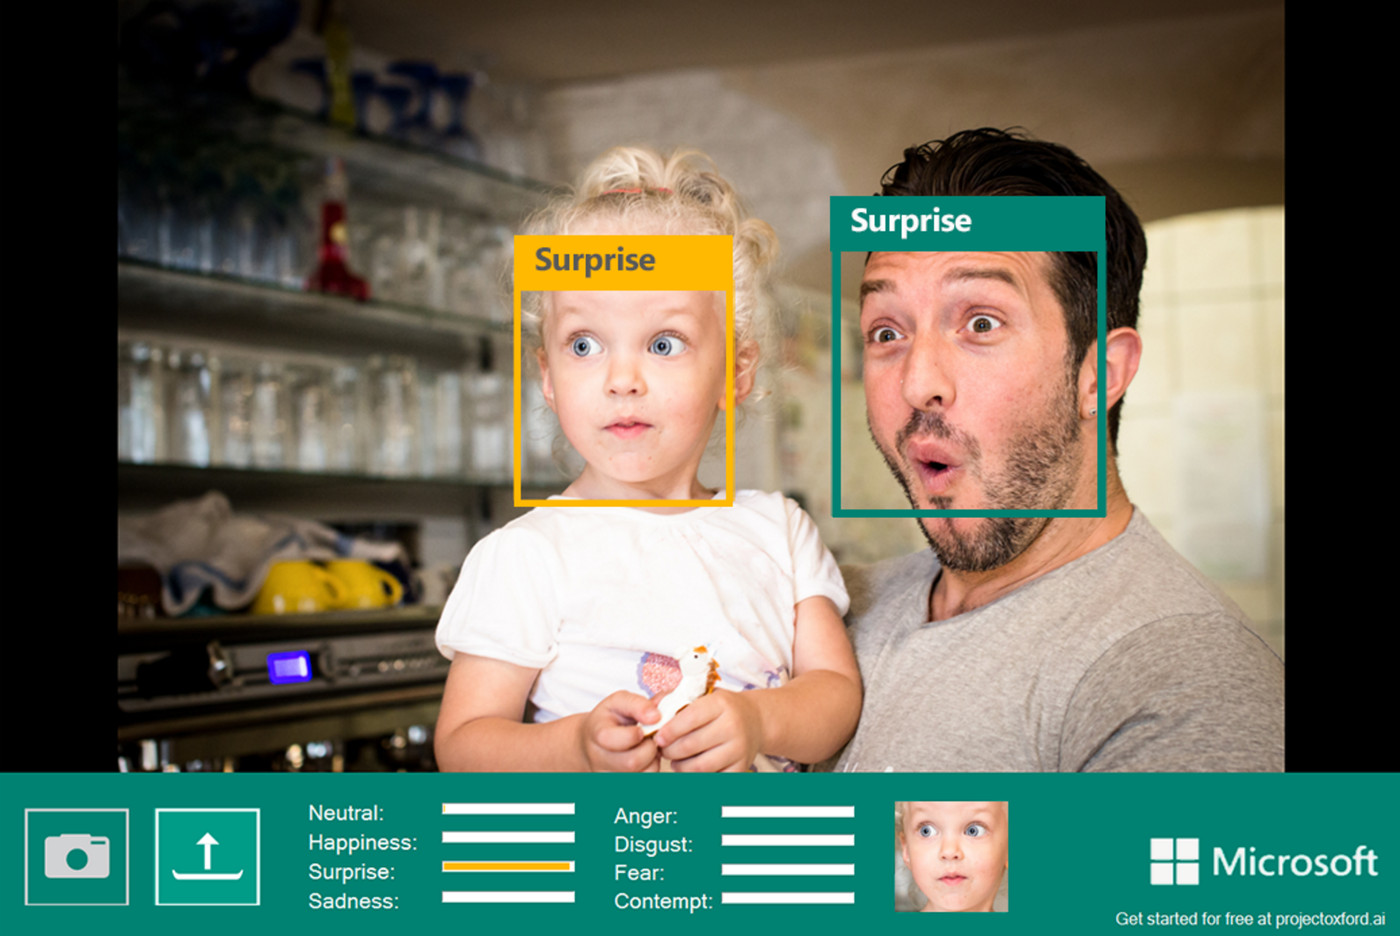 Surprise
Surprise
Neutral:
Happiness:
Surprise:
Sadness:
Anger:
Disgust:
Fear:
Contempt:
Microsoft
Get started for free at projectoxford.ai